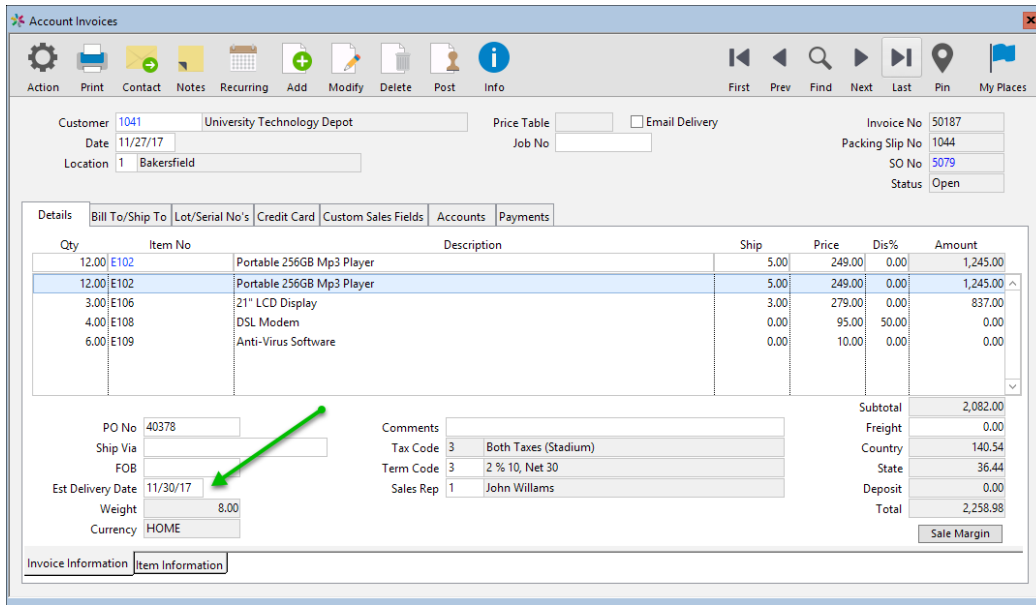 Account Invoices
Action Print Contact Notes Recurring Add Modify Delete Post Info First Prev Find Next Last Pin My Places
Customer 1041 University Technology Depot Price Table Email Delivery Invoice No 50187
Date 11/27/17 Job No Packing Slip No 1044
Location 1 Bakersfield SO No 5079
Status Open
Details Bill To/Ship To Lot/Serial No's Credit Card Custom Sales Fields Accounts Payments
Qty Item No Description Ship Price Dis% Amount
12.00 E102 Portable 256GB Mp3 Player 5.00 249.00 0.00 1,245.00
12.00 E102 Portable 256GB Mp3 Player 5.00 249.00 0.00 1,245.00
3.00 E106 21" LCD Display 3.00 279.00 0.00 837.00
4.00 E108 DSL Modem 0.00 95.00 50.00 0.00
6.00 E109 Anti-Virus Software 0.00 10.00 0.00 0.00
Subtotal 2,082.00
PO No 40378 Comments Freight 0.00
Ship Via Tax Code 3 Both Taxes (Stadium) Country 140.54
FOB Term Code 3 2 % 10, Net 30 State 36.44
Est Delivery Date 11/30/17 Sales Rep 1 John Willams Deposit 0.00
Weight 8.00 Total 2,258.98
Currency HOME Sale Margin
Invoice Information Item Information